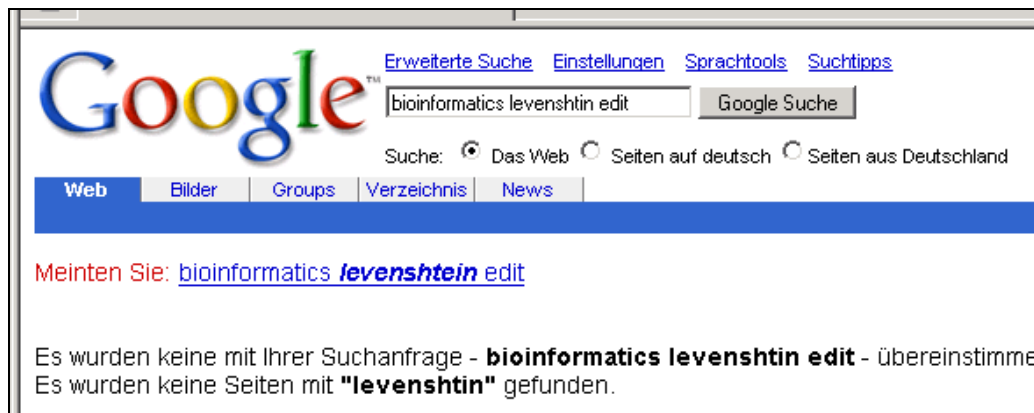 Google™
Erweiterte Suche Einstellungen Sprachtools Suchtipps
bioinformatics levenshtin edit Google Suche
Suche: Das Web Seiten auf deutsch Seiten aus Deutschland
Web Bilder Groups Verzeichnis News
Meinten Sie: bioinformatics levenshtein edit
Es wurden keine mit Ihrer Suchanfrage - bioinformatics levenshtin edit - übereinstimme
Es wurden keine Seiten mit "levenshtin" gefunden.